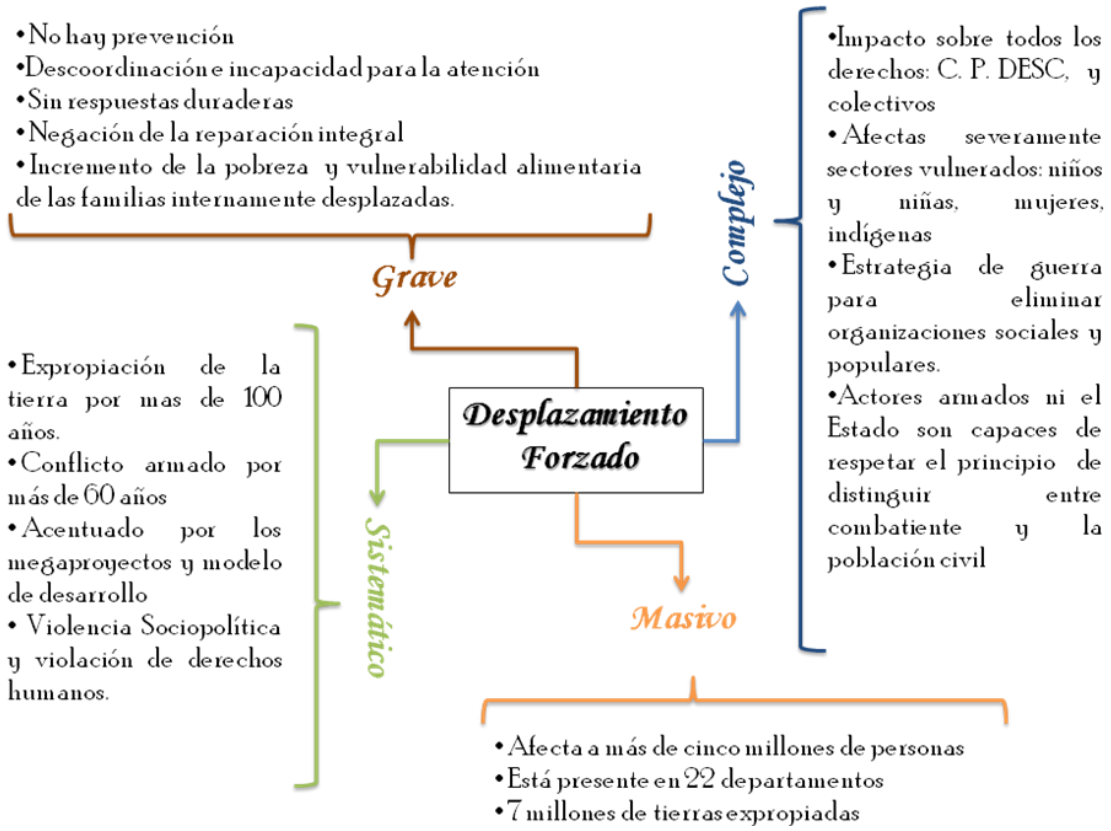 •No hay prevención
•Descoordinación e incapacidad para la atención
•Sin respuestas duraderas
•Negación de la reparación integral
•Incremento de la pobreza y vulnerabilidad alimentaria
de las familias internamente desplazadas.
Grave
Complejo
•Impacto sobre todos los
derechos: C. P. DESC, y
colectivos
•Afectas severamente
sectores vulnerados: niños
y niñas, mujeres,
indígenas
•Estrategia de guerra
para eliminar
organizaciones sociales y
populares.
•Actores armados ni el
Estado son capaces de
respetar el principio de
distinguir entre
combatiente y la
población civil
Desplazamiento
Forzado
•Expropiación de la
tierra por mas de 100
años.
•Conflicto armado por
más de 60 años
•Acentuado por los
megaproyectos y modelo
de desarrollo
• Violencia Sociopolítica
y violación de derechos
humanos.
Sistemático
Masivo
•Afecta a más de cinco millones de personas
•Está presente en 22 departamentos
•7 millones de tierras expropiadas